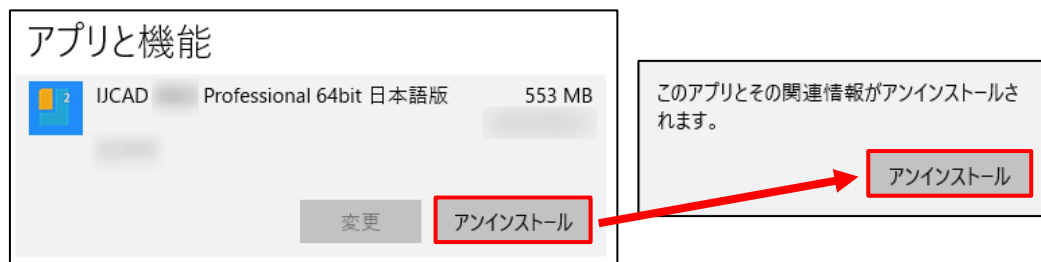 アプリと機能
IJCAD Professional 64bit 日本語版 553 MB
変更 アンインストール
このアプリとその関連情報がアンインストールさ
れます。
アンインストール